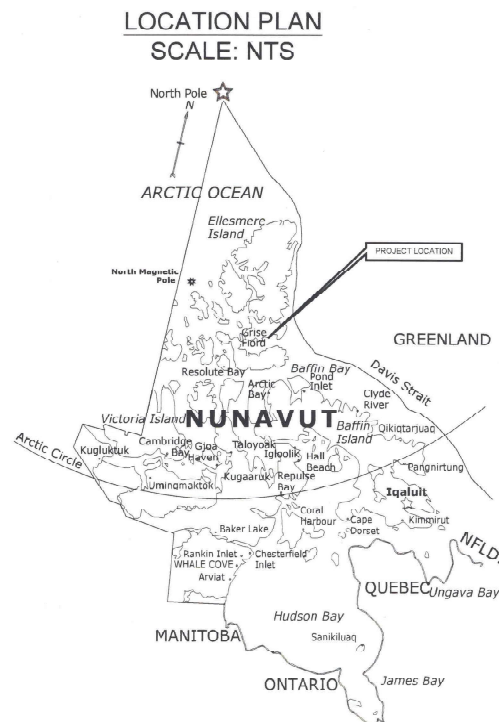 LOCATION PLAN
SCALE: NTS
North Pole
N
ARCTIC OCEAN
Ellesmere
Island
North Magnetic
Pole
PROJECT LOCATION
Grise
Fiord
GREENLAND
Resolute Bay
Baffin Bay
Arctic
Bay
Pond
Inlet
Davis Strait
Clyde
River
Victoria Island
NUNAVUT
Baffin
Island
Qikiqtarjuaq
Arctic Circle
Kugluktuk
Cambridge
Bay
Gjoa
Haven
Taloyoak
Igloolik
Hall
Beach
Pangnirtung
Umingmaktok
Kugaaruk
Repulse
Bay
Iqaluit
Coral
Harbour
Cape
Dorset
Kimmirut
Baker Lake
NFLD.
Rankin Inlet
Chesterfield
Inlet
WHALE COVE
Arviat
QUEBEC
Ungava Bay
Hudson Bay
MANITOBA
Sanikiluaq
ONTARIO
James Bay